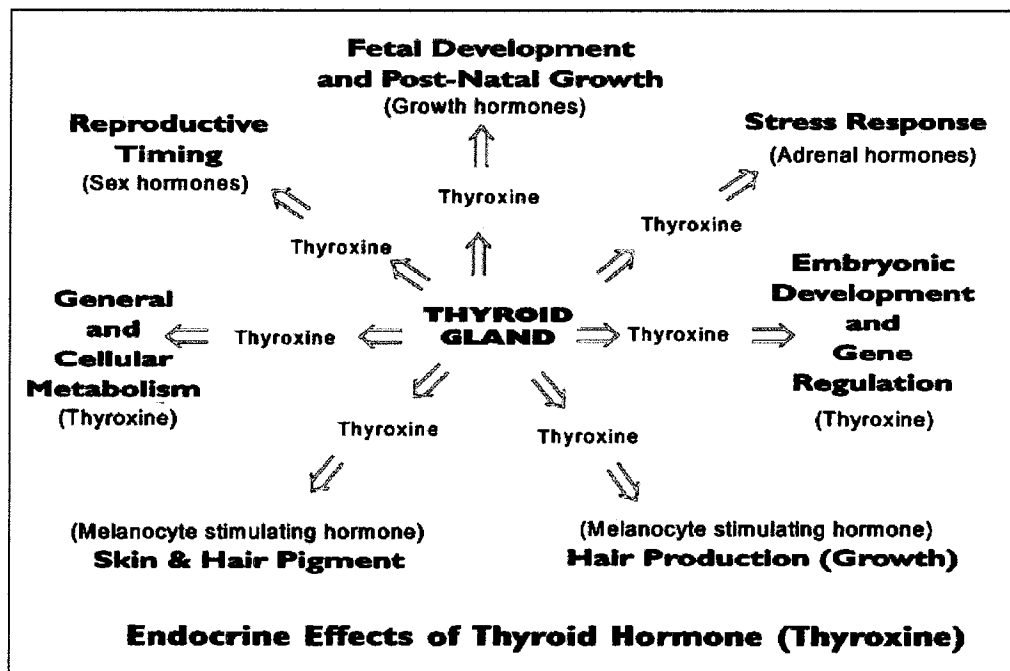 Fetal Development
and Post-Natal Growth
(Growth hormones)
Reproductive
Timing
(Sex hormones)
Stress Response
(Adrenal hormones)
Thyroxine
Thyroxine
Thyroxine
General
and
Cellular
Metabolism
(Thyroxine)
Thyroxine
THYROID
GLAND
Thyroxine
Embryonic
Development
and
Gene
Regulation
(Thyroxine)
Thyroxine
Thyroxine
(Melanocyte stimulating hormone)
Skin & Hair Pigment
(Melanocyte stimulating hormone)
Hair Production (Growth)
Endocrine Effects of Thyroid Hormone (Thyroxine)